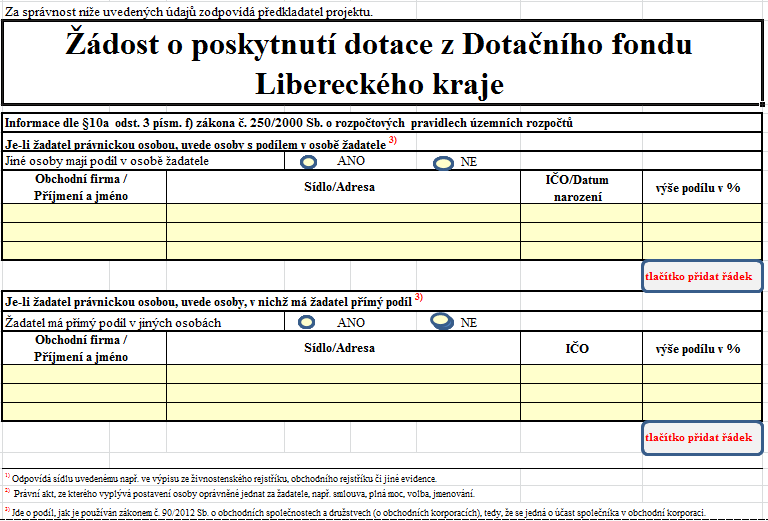 Za správnost níže uvedených údajů zodpovídá předkladatel projektu.
Žádost o poskytnutí dotace z Dotačního fondu
Libereckého kraje
Informace dle §10a odst. 3 písm. f) zákona č. 250/2000 Sb. o rozpočtových pravidlech územních rozpočtů
Je-li žadatel právnickou osobou, uvede osoby s podílem v osobě žadatele 3)
Jiné osoby mají podíl v osobě žadatele ANO NE
Obchodní firma / Příjmení a jméno
Sídlo/Adresa
IČO/Datum narození
výše podílu v %
tlačítko přidat řádek
Je-li žadatel právnickou osobou, uvede osoby, v nichž má žadatel přímý podíl 3)
Žadatel má přímý podíl v jiných osobách ANO NE
Obchodní firma / Příjmení a jméno
Sídlo/Adresa
IČO
výše podílu v %
tlačítko přidat řádek
1) Odpovídá sídlu uvedenému např. ve výpisu ze živnostenského rejstříku, obchodního rejstříku či jiné evidence.
2) Právní akt, ze kterého vyplývá postavení osoby oprávněné jednat za žadatele, např. smlouva, plná moc, volba, jmenování.
3) Jde o podíl, jak je používán zákonem č. 90/2012 Sb. o obchodních společnostech a družstvech (o obchodních korporacích), tedy, že se jedná o účast společníka v obchodní korporaci.